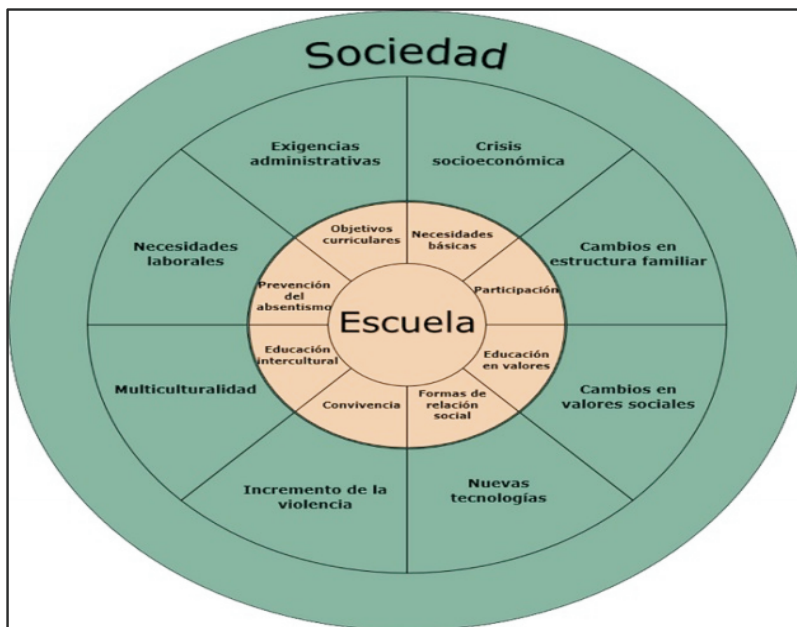 Sociedad
Exigencias
administrativas
Crisis
socioeconómica
Necesidades
laborales
Objetivos
curriculares
Necesidades
básicas
Cambios en
estructura familiar
Prevención
del
absentismo
Participación
Escuela
Educación
intercultural
Educación
en valores
Multiculturalidad
Convivencia
Formas de
relación
social
Cambios en
valores sociales
Incremento de la
violencia
Nuevas
tecnologías